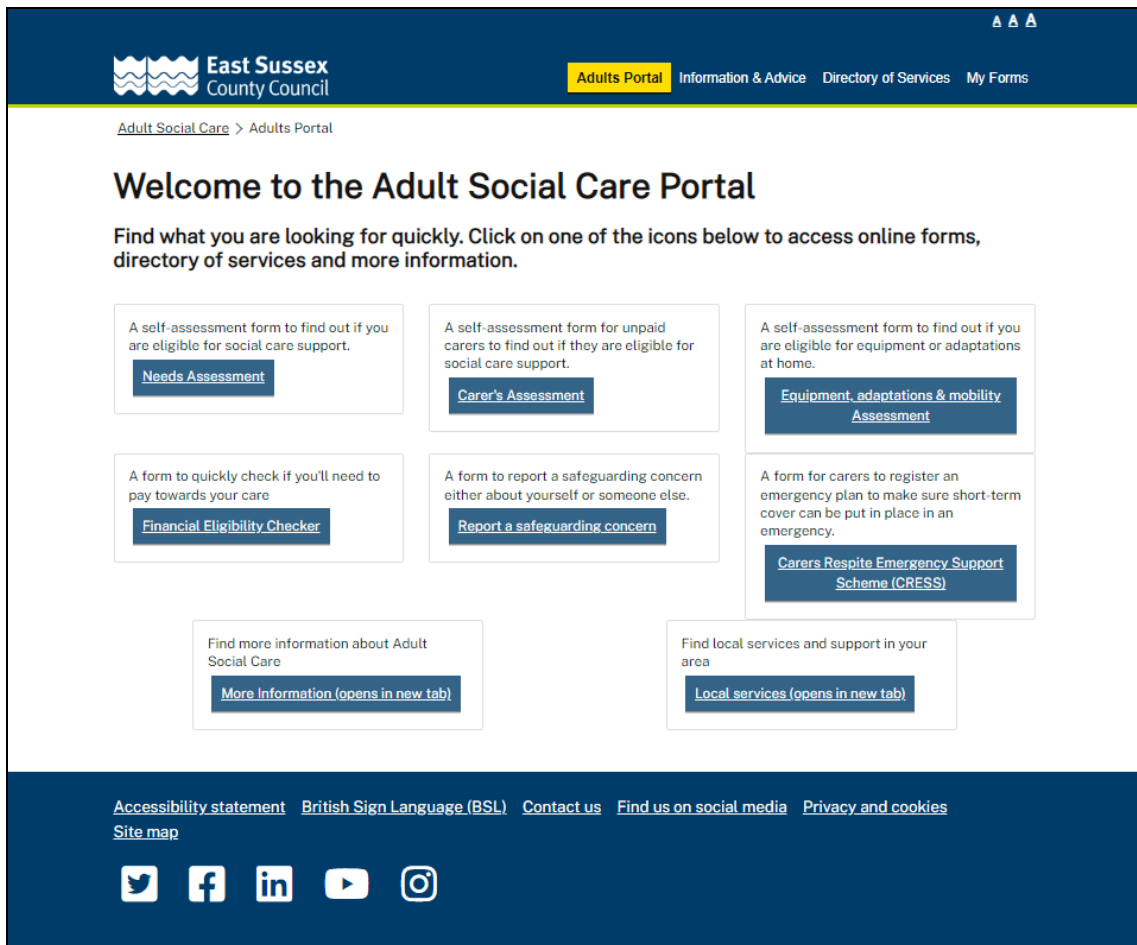 A A A
East Sussex
County Council
Adults Portal Information & Advice Directory of Services My Forms
Adult Social Care > Adults Portal
Welcome to the Adult Social Care Portal
Find what you are looking for quickly. Click on one of the icons below to access online forms,
directory of services and more information.
A self-assessment form to find out if you
are eligible for social care support.
Needs Assessment
A self-assessment form for unpaid
carers to find out if they are eligible for
social care support.
Carer's Assessment
A self-assessment form to find out if you
are eligible for equipment or adaptations
at home.
Equipment, adaptations & mobility
Assessment
A form to quickly check if you'll need to
pay towards your care
Financial Eligibility Checker
A form to report a safeguarding concern
either about yourself or someone else.
Report a safeguarding concern
A form for carers to register an
emergency plan to make sure short-term
cover can be put in place in an
emergency.
Carers Respite Emergency Support
Scheme (CRESS)
Find more information about Adult
Social Care
More Information (opens in new tab)
Find local services and support in your
area
Local services (opens in new tab)
Accessibility statement British Sign Language (BSL) Contact us Find us on social media Privacy and cookies
Site map